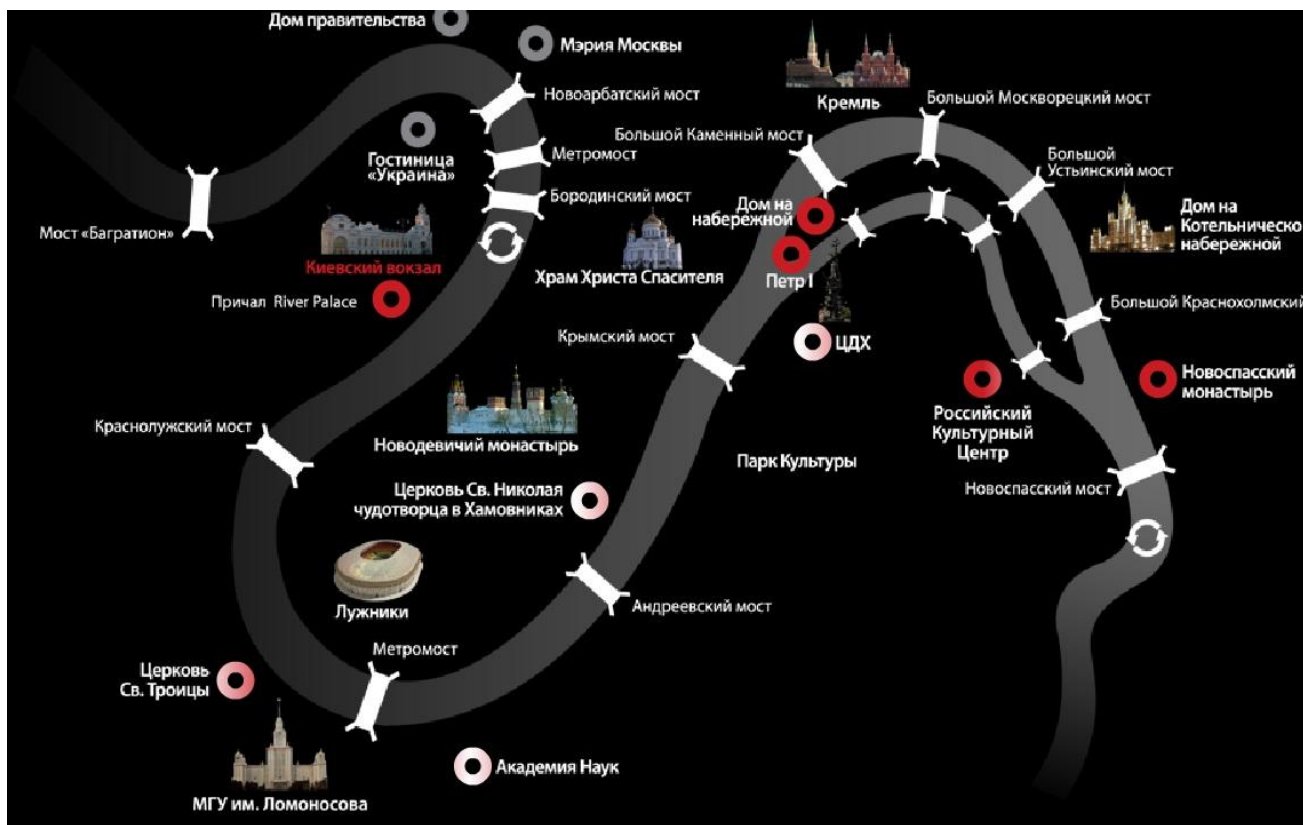 Дом правительства
Мэрия Москвы
Новоарбатский мост
Гостиница
«Украина»
Метромост
Бородинский мост
Мост «Багратион»
Киевский вокзал
Причал River Palace
Храм Христа Спасителя
Кремль
Большой Москворецкий мост
Большой Каменный мост
Большой
Устьинский мост
Дом на
набережной
Дом на
Котельническо
набережной
Петр I
ЦДХ
Крымский мост
Большой Краснохолмский
Новоспасский
монастырь
Российский
Культурный
Центр
Новоспасский мост
Парк Культуры
Краснолужский мост
Новодевичий монастырь
Церковь Св. Николая
чудотворца в Хамовниках
Лужники
Андреевский мост
Метромост
Церковь
Св. Троицы
Академия Наук
МГУ им. Ломоносова